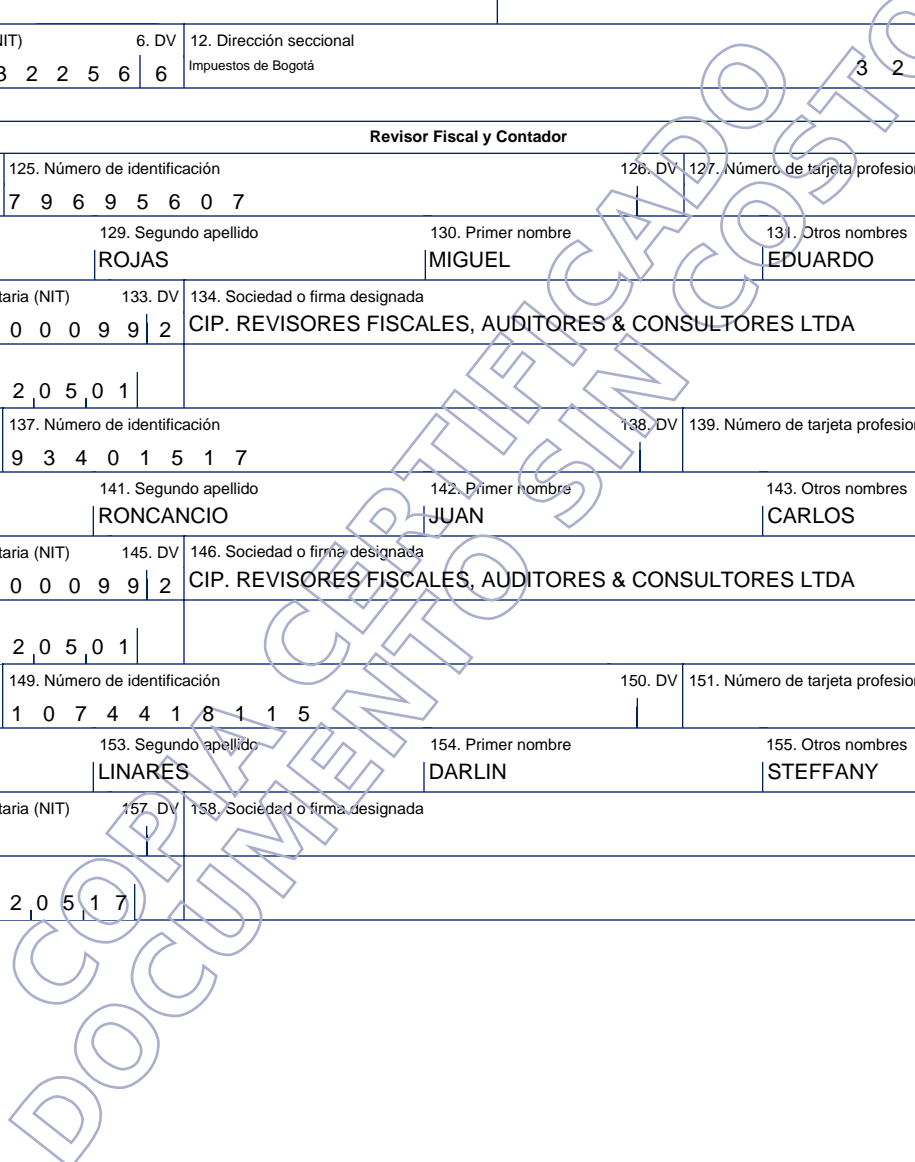 NIT) 6. DV 12. Dirección seccional
3 2 2 5 6 6 Impuestos de Bogotá 3 2
Revisor Fiscal y Contador
125. Número de identificación 126. DV 127. Número de tarjeta profesion
7 9 6 9 5 6 0 7
129. Segundo apellido 130. Primer nombre 131. Otros nombres
ROJAS MIGUEL EDUARDO
taria (NIT) 133. DV 134. Sociedad o firma designada
0 0 0 9 9 2 CIP. REVISORES FISCALES, AUDITORES & CONSULTORES LTDA
2 0 5 0 1
137. Número de identificación 138. DV 139. Número de tarjeta profesion
9 3 4 0 1 5 1 7
141. Segundo apellido 142. Primer nombre 143. Otros nombres
RONCANCIO JUAN CARLOS
taria (NIT) 145. DV 146. Sociedad o firma designada
0 0 0 9 9 2 CIP. REVISORES FISCALES, AUDITORES & CONSULTORES LTDA
2 0 5 0 1
149. Número de identificación 150. DV 151. Número de tarjeta profesion
1 0 7 4 4 1 8 1 1 5
153. Segundo apellido 154. Primer nombre 155. Otros nombres
LINARES DARLIN STEFFANY
taria (NIT) 157. DV 158. Sociedad o firma designada
2 0 5 1 7
COPIA CERTIFICADO
DOCUMENTO SIN COSTO